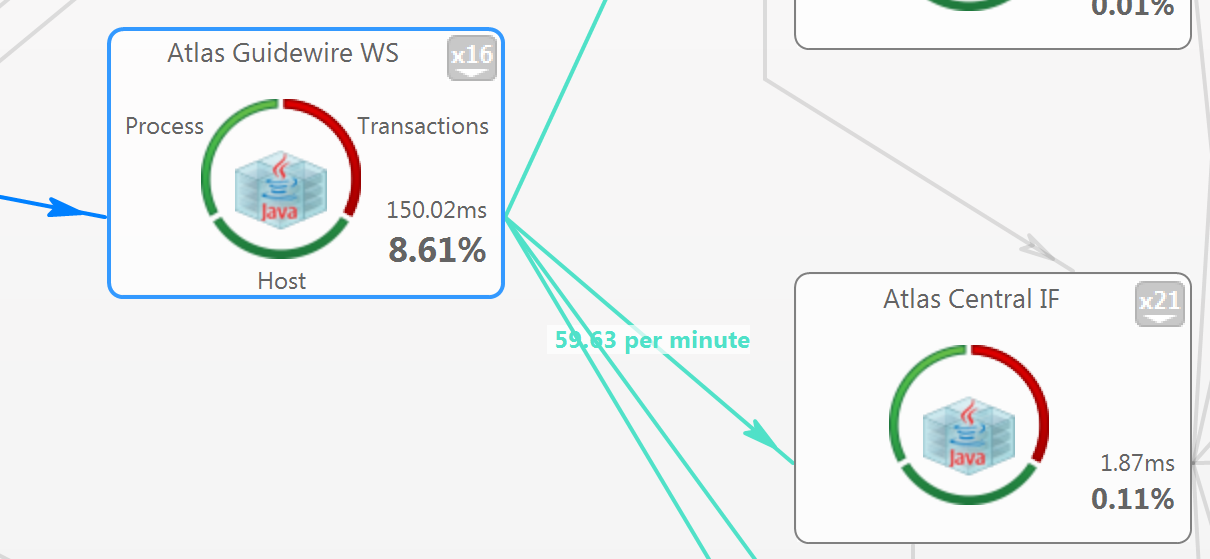 0.01%
Atlas Guidewire WS
x16
Process
Transactions
Java
150.02ms
8.61%
Host
59.63 per minute
Atlas Central IF
x21
Java
1.87ms
0.11%